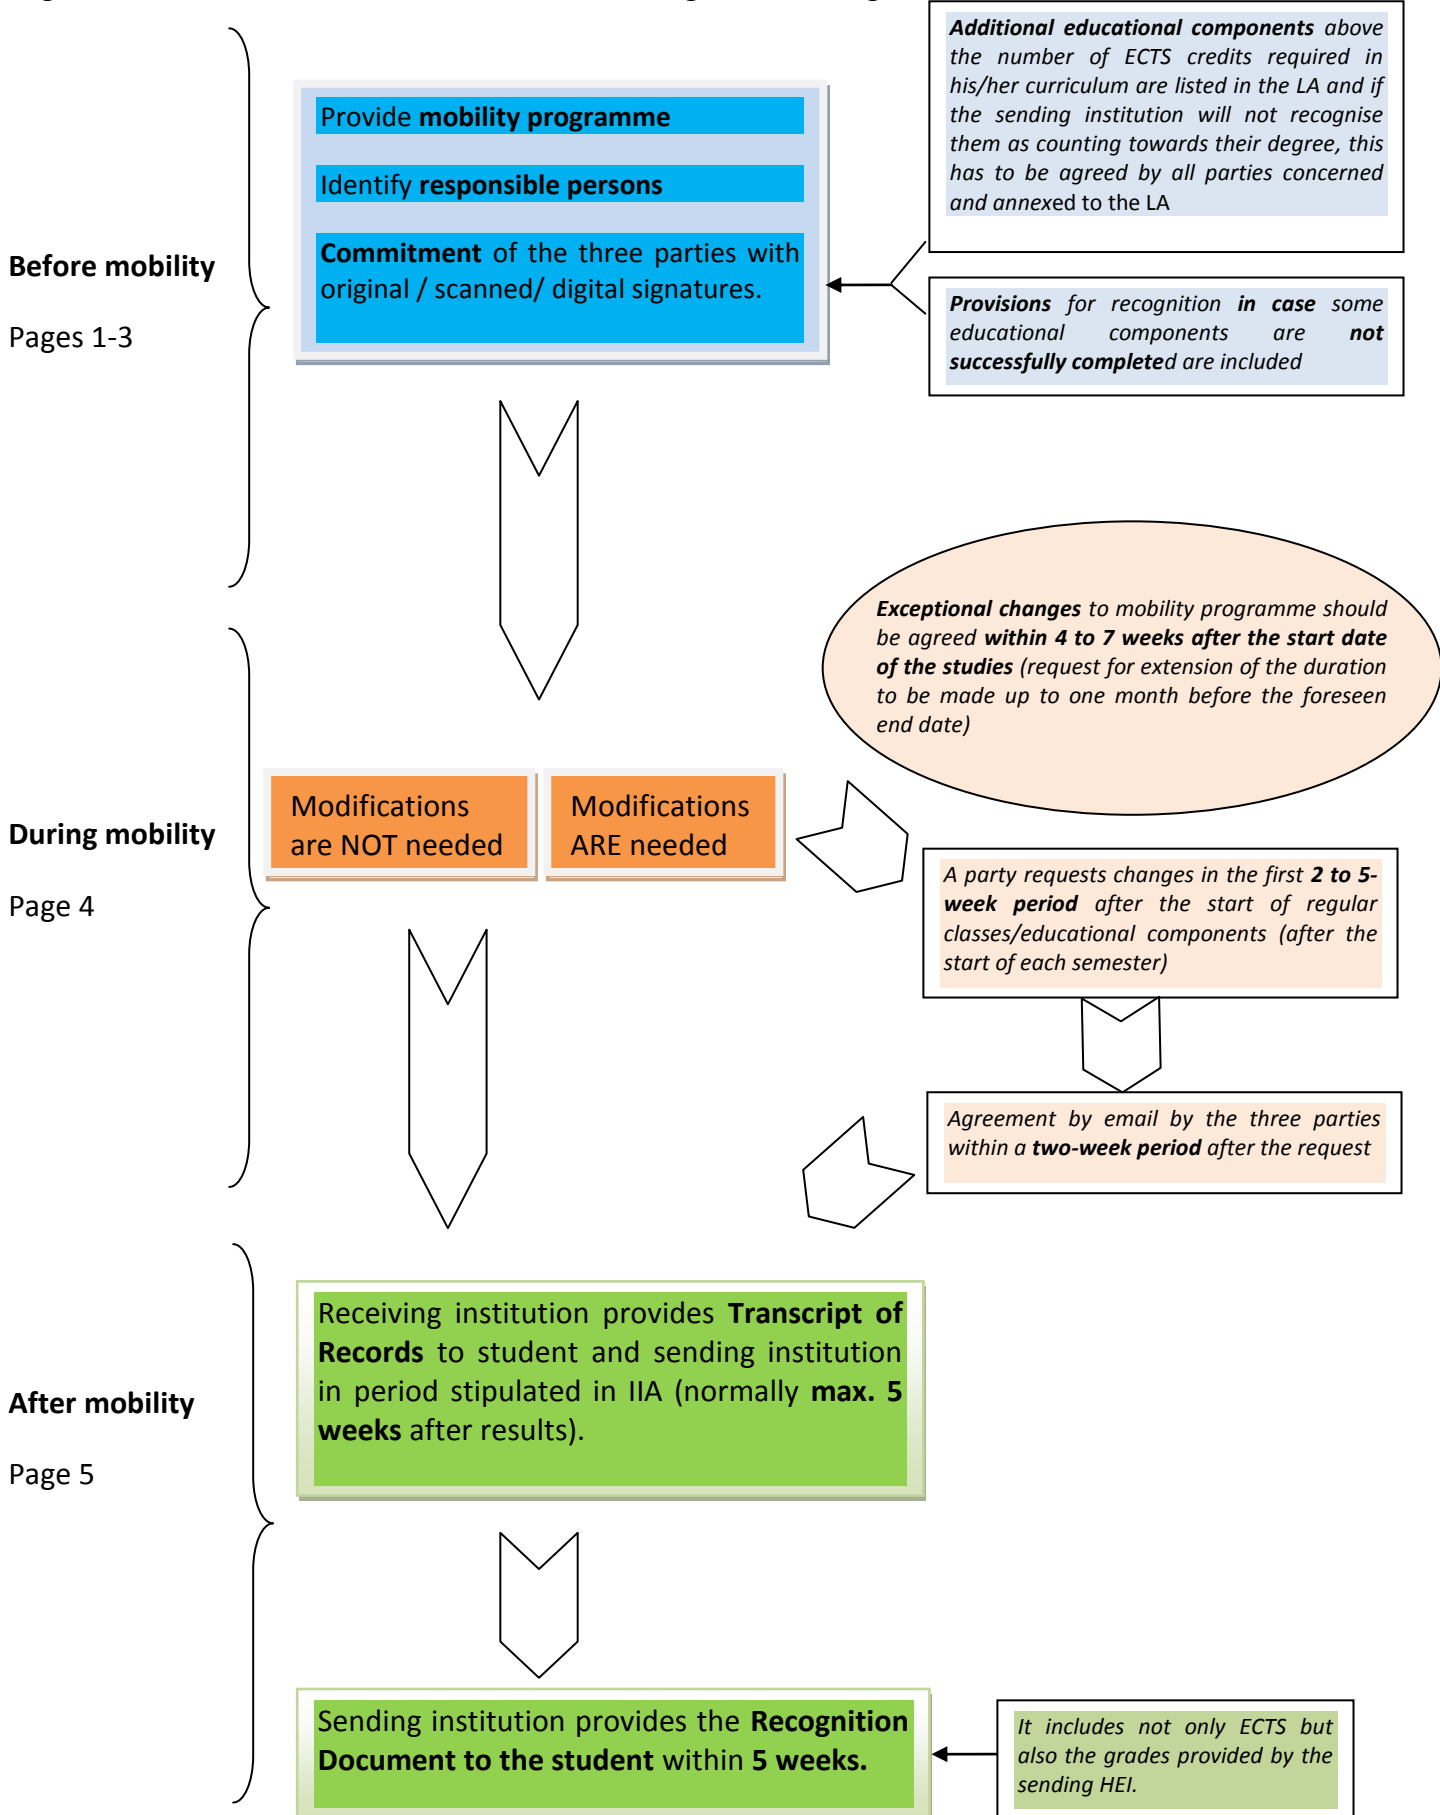 Before mobility
Pages 1-3
Provide mobility programme
Identify responsible persons
Commitment of the three parties with
original / scanned/ digital signatures.
Additional educational components above
the number of ECTS credits required in
his/her curriculum are listed in the LA and if
the sending institution will not recognise
them as counting towards their degree, this
has to be agreed by all parties concerned
and annexed to the LA
Provisions for recognition in case some
educational components are not
successfully completed are included
Exceptional changes to mobility programme should
be agreed within 4 to 7 weeks after the start date
of the studies (request for extension of the duration
to be made up to one month before the foreseen
end date)
During mobility
Page 4
Modifications
are NOT needed
Modifications
ARE needed
A party requests changes in the first 2 to 5-
week period after the start of regular
classes/educational components (after the
start of each semester)
Agreement by email by the three parties
within a two-week period after the request
After mobility
Page 5
Receiving institution provides Transcript of
Records to student and sending institution
in period stipulated in IIA (normally max. 5
weeks after results).
Sending institution provides the Recognition
Document to the student within 5 weeks.
It includes not only ECTS but
also the grades provided by the
sending HEI.